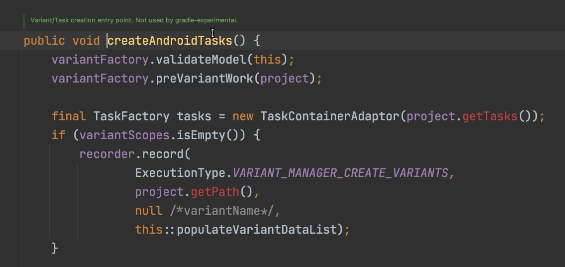 Variant/Task creation entry point. Not used by gradle-experimental.
public void createAndroidTasks() {
variantFactory.validateModel(this);
variantFactory.preVariantWork(project);
final TaskFactory tasks = new TaskContainerAdaptor(project.getTasks());
if (variantScopes.isEmpty()) {
recorder.record(
ExecutionType.VARIANT_MANAGER_CREATE_VARIANTS,
project.getPath(),
null /*variantName*/,
this::populateVariantDataList);
}